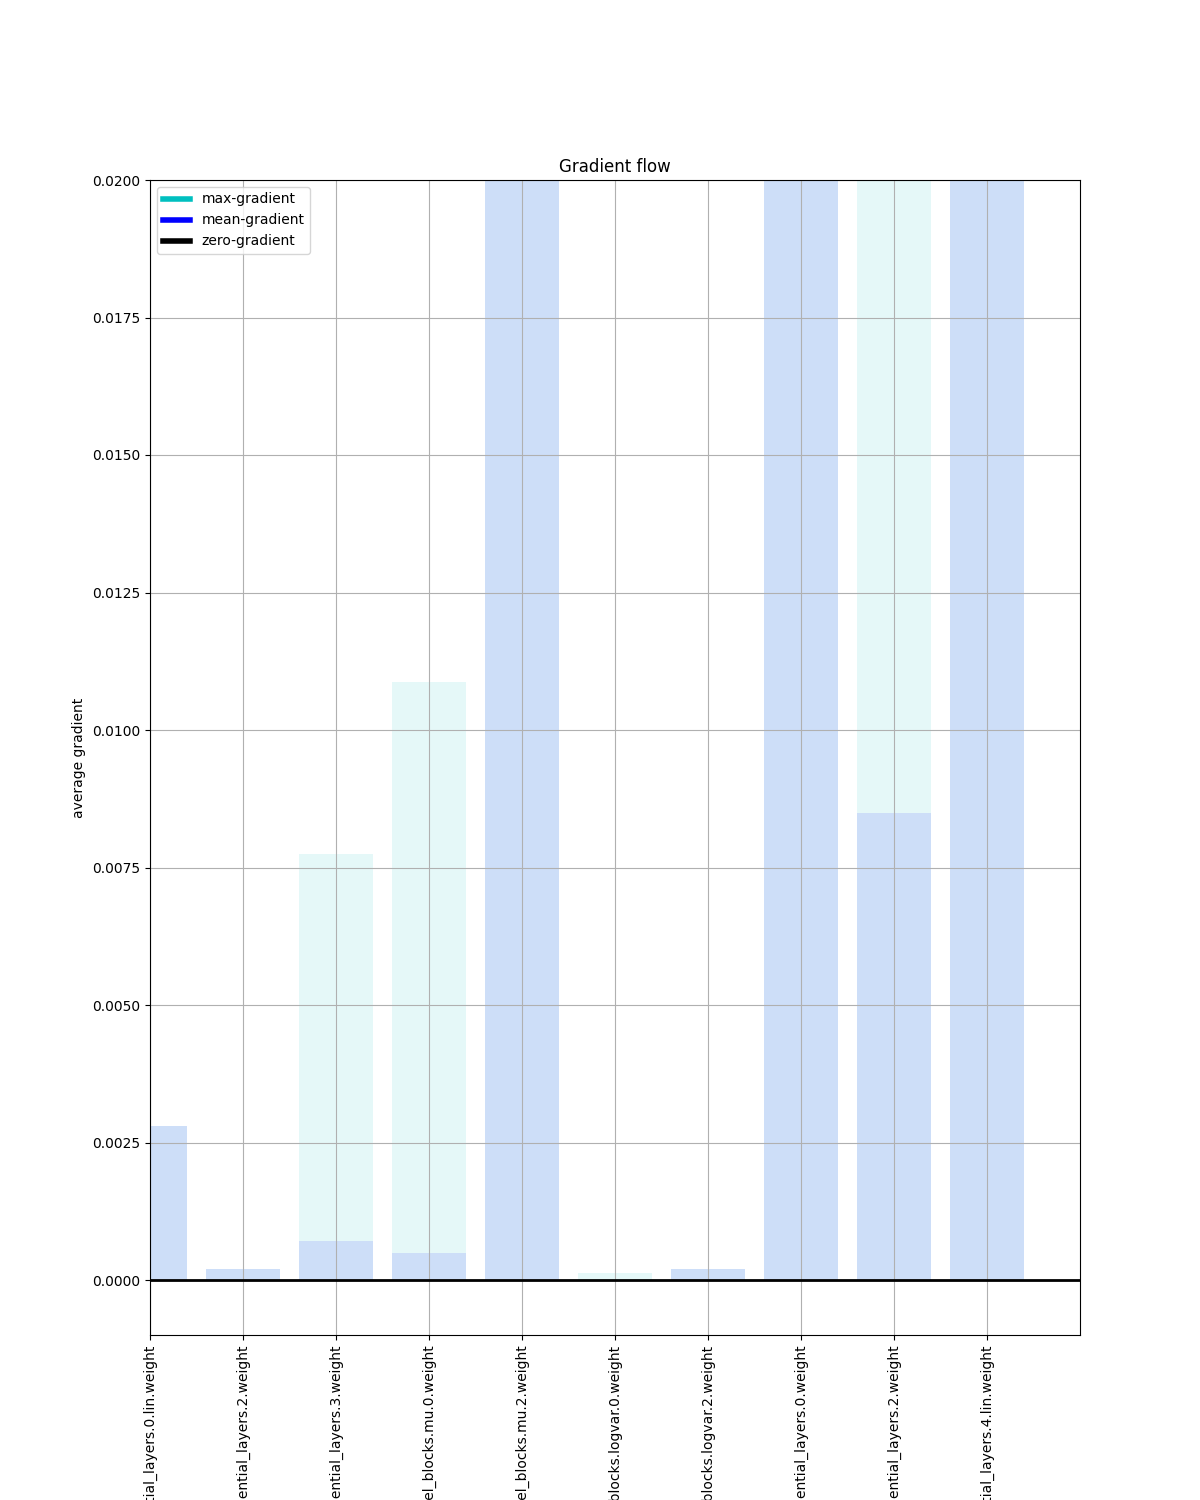 Gradient flow
max-gradient
mean-gradient
zero-gradient
average gradient
0.0200
0.0175
0.0150
0.0125
0.0100
0.0075
0.0050
0.0025
0.0000
tial_layers.0.lin.weight
ential_layers.2.weight
ential_layers.3.weight
el_blocks.mu.0.weight
el_blocks.mu.2.weight
blocks.logvar.0.weight
blocks.logvar.2.weight
ential_layers.0.weight
ential_layers.2.weight
tial_layers.4.lin.weight